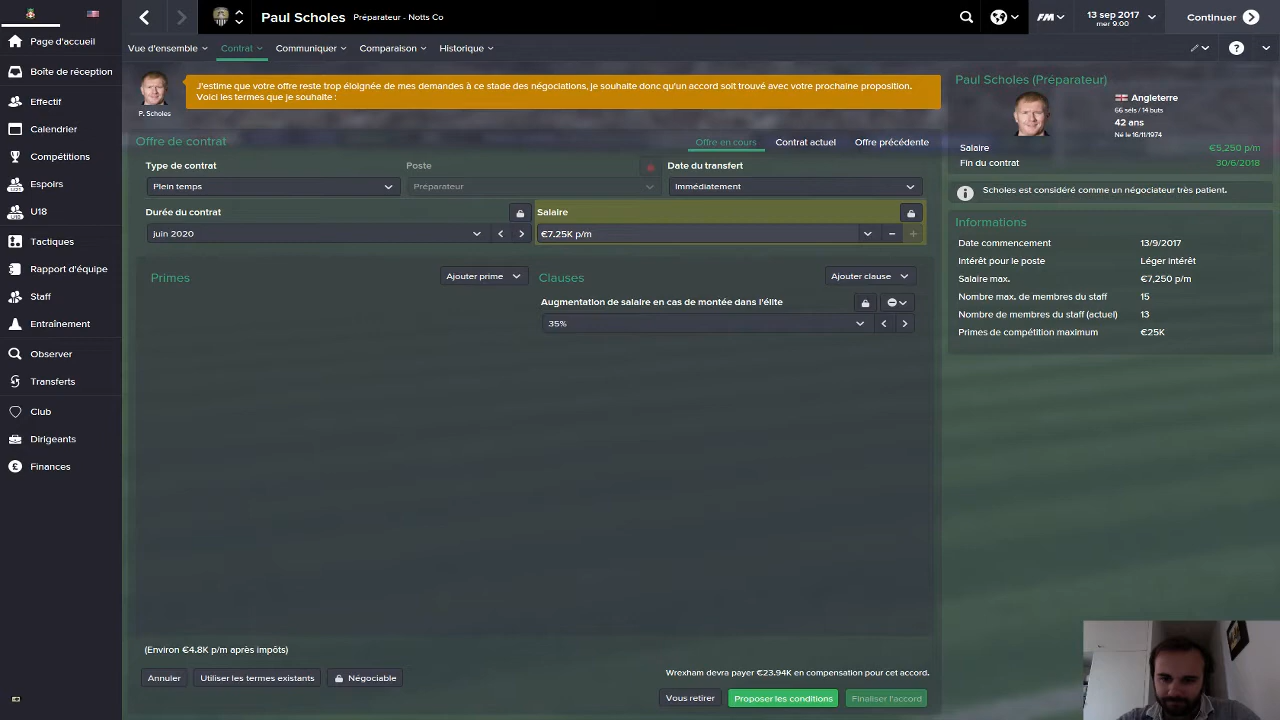 Paul Scholes
Préparateur - Notts Co
FM
13 sep 2017
mer 9:00
Continuer
Page d'accueil
Boîte de réception
Effectif
Calendrier
Compétitions
Espoirs
U18
Tactiques
Rapport d'équipe
Staff
Entraînement
Observer
Transferts
Club
Dirigeants
Finances
Vue d'ensemble
Contrat
Communiquer
Comparaison
Historique
?
P. Scholes
J'estime que votre offre reste trop éloignée de mes demandes à ce stade des négociations, je souhaite donc qu'un accord soit trouvé avec votre prochaine proposition.
Voici les termes que je souhaite :
Offre de contrat
Offre en cours
Contrat actuel
Offre précédente
Type de contrat
Poste
Date du transfert
Plein temps
Préparateur
Immédiatement
Durée du contrat
Salaire
juin 2020
€7.25K p/m
Primes
Ajouter prime
Clauses
Ajouter clause
Augmentation de salaire en cas de montée dans l'élite
35%
(Environ €4.8K p/m après impôts)
Wrexham devra payer €23.94K en compensation pour cet accord.
Annuler
Utiliser les termes existants
Négociable
Vous retirer
Proposer les conditions
Finaliser l'accord
Paul Scholes (Préparateur)
Angleterre
66 séls / 14 buts
42 ans
Né le 16/11/1974
Salaire €5,250 p/m
Fin du contrat 30/6/2018
Scholes est considéré comme un négociateur très patient.
Informations
Date commencement 13/9/2017
Intérêt pour le poste Léger intérêt
Salaire max. €7,250 p/m
Nombre max. de membres du staff 15
Nombre de membres du staff (actuel) 13
Primes de compétition maximum €25K